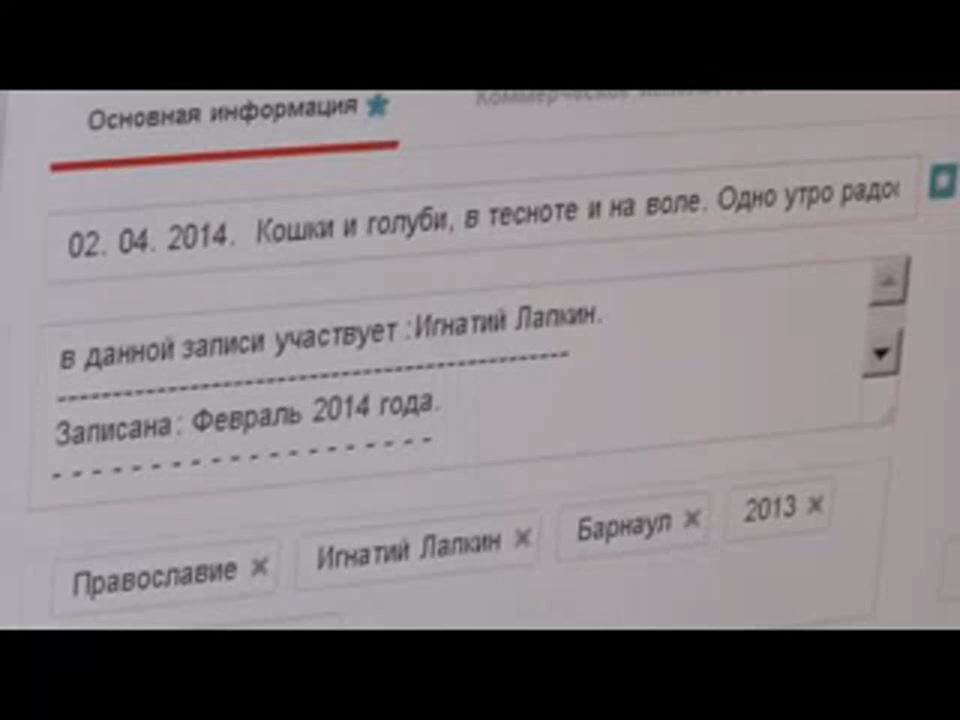 Основная информация
02. 04. 2014. Кошки и голуби, в тесноте и на воле. Одно утро радос
в данной записи участвует :Игнатий Лапкин.
---------------------------------------------
Записана: Февраль 2014 года.
- - - - - - - - - - - - - - - - - - - -
Православие × Игнатий Лапкин × Барнаул × 2013 ×